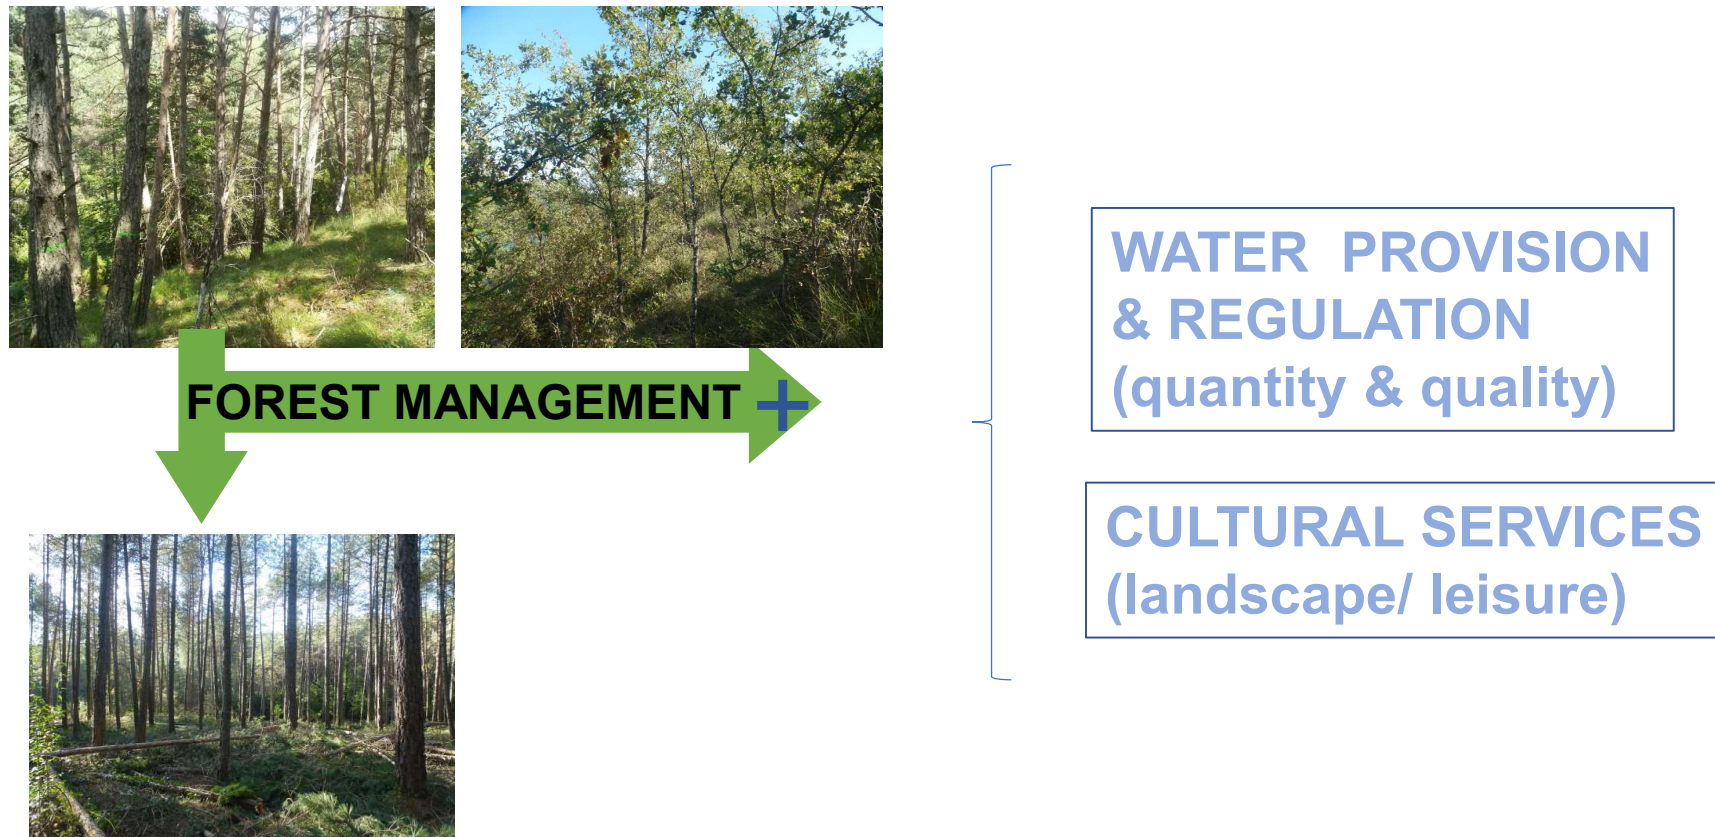 FOREST MANAGEMENT +
WATER PROVISION
& REGULATION
(quantity & quality)
CULTURAL SERVICES
(landscape/ leisure)